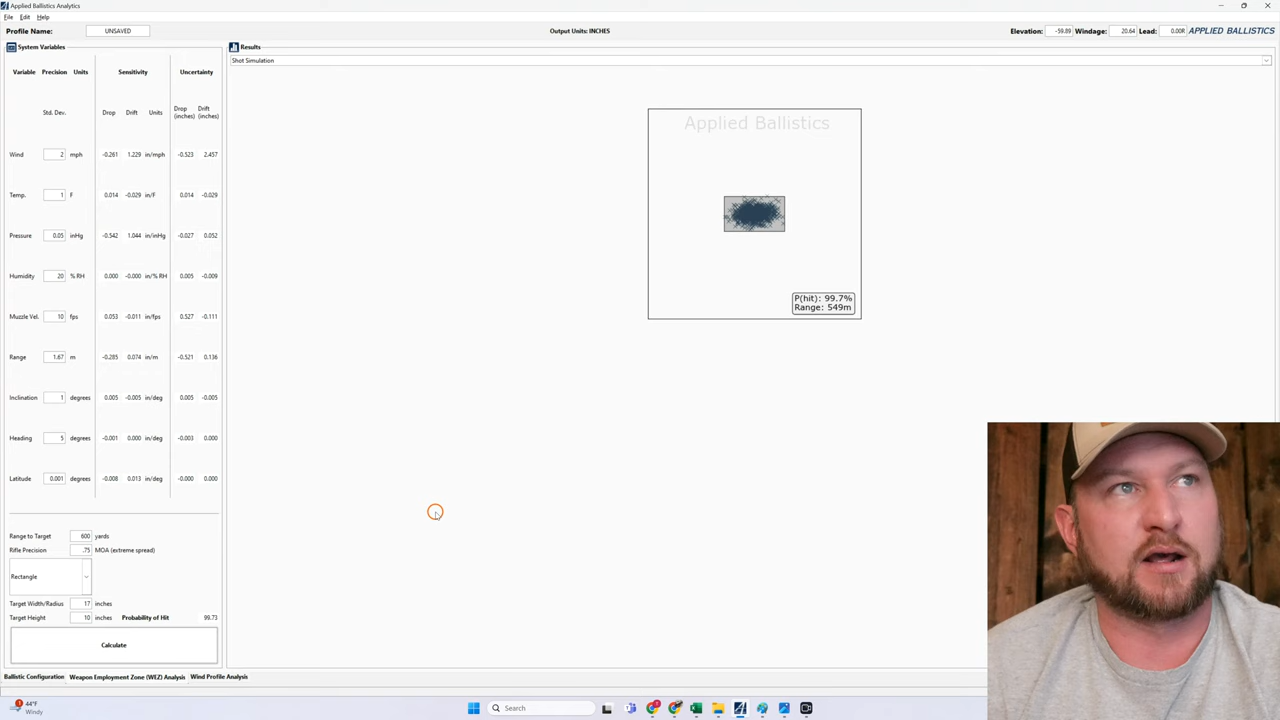 Applied Ballistics Analytics
File Edit Help
Profile Name: UNSAVED Output Units: INCHES Elevation: -59.89 Windage: 20.64 Lead: 0.00R APPLIED BALLISTICS
System Variables Results
Shot Simulation
Variable Precision Units Sensitivity Uncertainty
Std. Dev. Drop Drift Units Drop (inches) Drift (inches)
Wind 2 mph -0.261 1.229 in/mph -0.523 2.457
Temp. 1 F 0.014 -0.029 in/F 0.014 -0.029
Pressure 0.05 inHg -0.542 1.044 in/inHg -0.027 0.052
Humidity 20 % RH 0.000 -0.000 in/% RH 0.005 -0.009
Muzzle Vel. 10 fps 0.053 -0.011 in/fps 0.527 -0.111
Range 1.67 m -0.285 0.074 in/m -0.521 0.136
Inclination 1 degrees 0.005 -0.005 in/deg 0.005 -0.005
Heading 5 degrees -0.001 0.000 in/deg -0.003 0.000
Latitude 0.001 degrees -0.008 0.013 in/deg -0.000 0.000
Applied Ballistics
P(hit): 99.7%
Range: 549m
Range to Target 600 yards
Rifle Precision .75 MOA (extreme spread)
Rectangle
Target Width/Radius 17 inches
Target Height 10 inches Probability of Hit 99.73
Calculate
Ballistic Configuration Weapon Employment Zone (WEZ) Analysis Wind Profile Analysis
44°F
Windy
Search